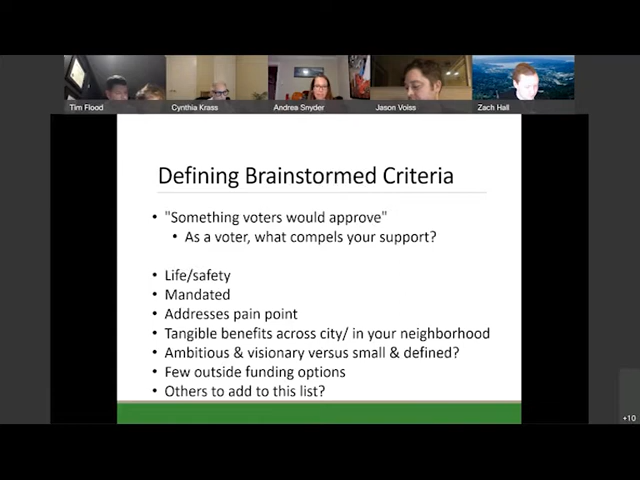 Tim Flood
Cynthia Krass
Andrea Snyder
Jason Voiss
Zach Hall
Defining Brainstormed Criteria
• "Something voters would approve"
• As a voter, what compels your support?
• Life/safety
• Mandated
• Addresses pain point
• Tangible benefits across city/ in your neighborhood
• Ambitious & visionary versus small & defined?
• Few outside funding options
• Others to add to this list?
+10